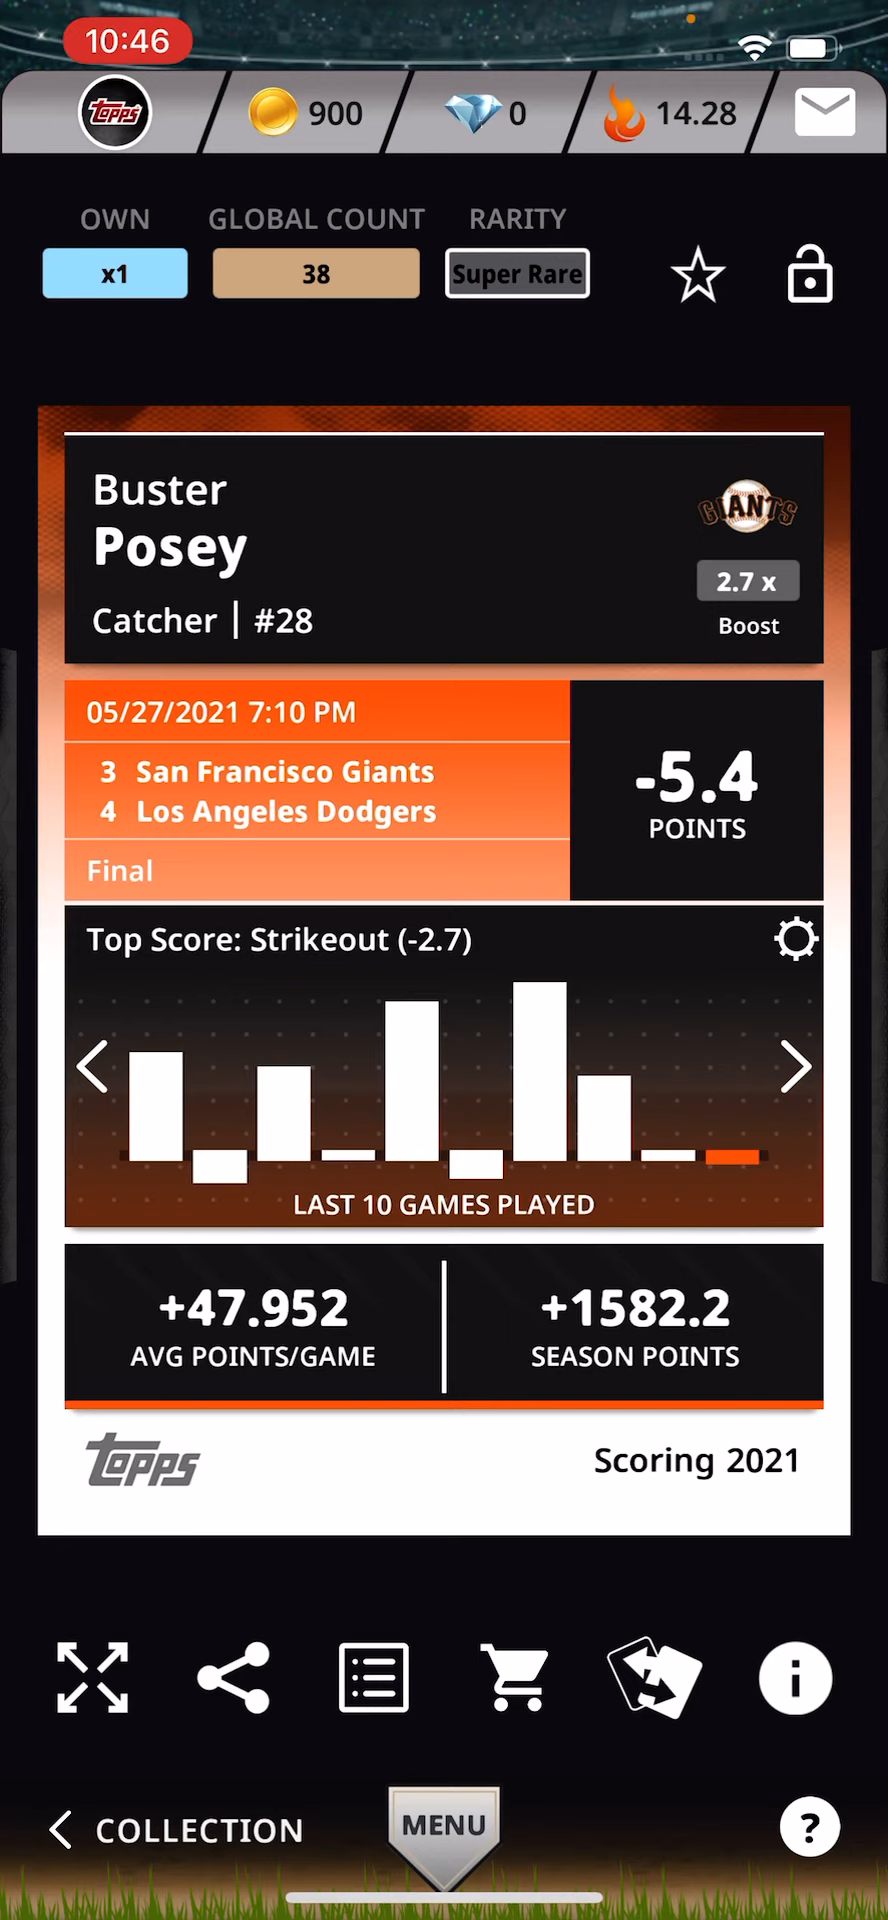 10:46
Topps
900
0
14.28
OWN GLOBAL COUNT RARITY
x1 38 Super Rare
Buster
Posey
GIANTS
Catcher | #28
2.7 x
Boost
05/27/2021 7:10 PM
3 San Francisco Giants
4 Los Angeles Dodgers
Final
-5.4
POINTS
Top Score: Strikeout (-2.7)
LAST 10 GAMES PLAYED
+47.952
AVG POINTS/GAME
+1582.2
SEASON POINTS
Topps
Scoring 2021
COLLECTION
MENU
?